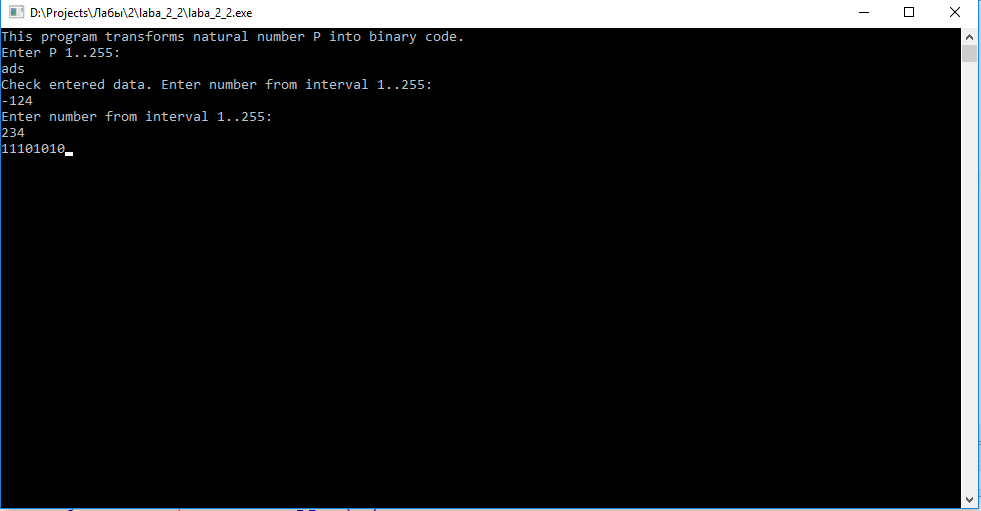 D:\Projects\Лабы\2\laba_2_2\laba_2_2.exe
This program transforms natural number P into binary code.
Enter P 1..255:
ads
Check entered data. Enter number from interval 1..255:
-124
Enter number from interval 1..255:
234
11101010